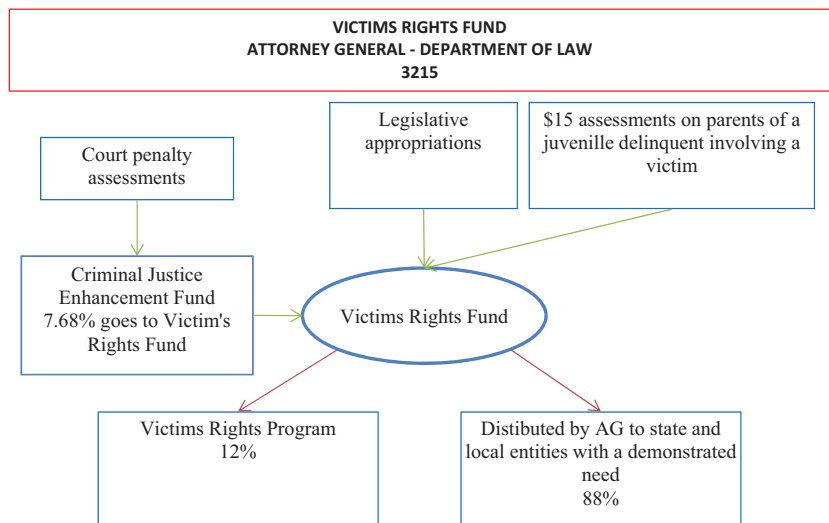 VICTIMS RIGHTS FUND
ATTORNEY GENERAL - DEPARTMENT OF LAW
3215
Court penalty
assessments
Legislative
appropriations
$15 assessments on parents of a
juvenille delinquent involving a
victim
Criminal Justice
Enhancement Fund
7.68% goes to Victim's
Rights Fund
Victims Rights Fund
Victims Rights Program
12%
Distibuted by AG to state and
local entities with a demonstrated
need
88%